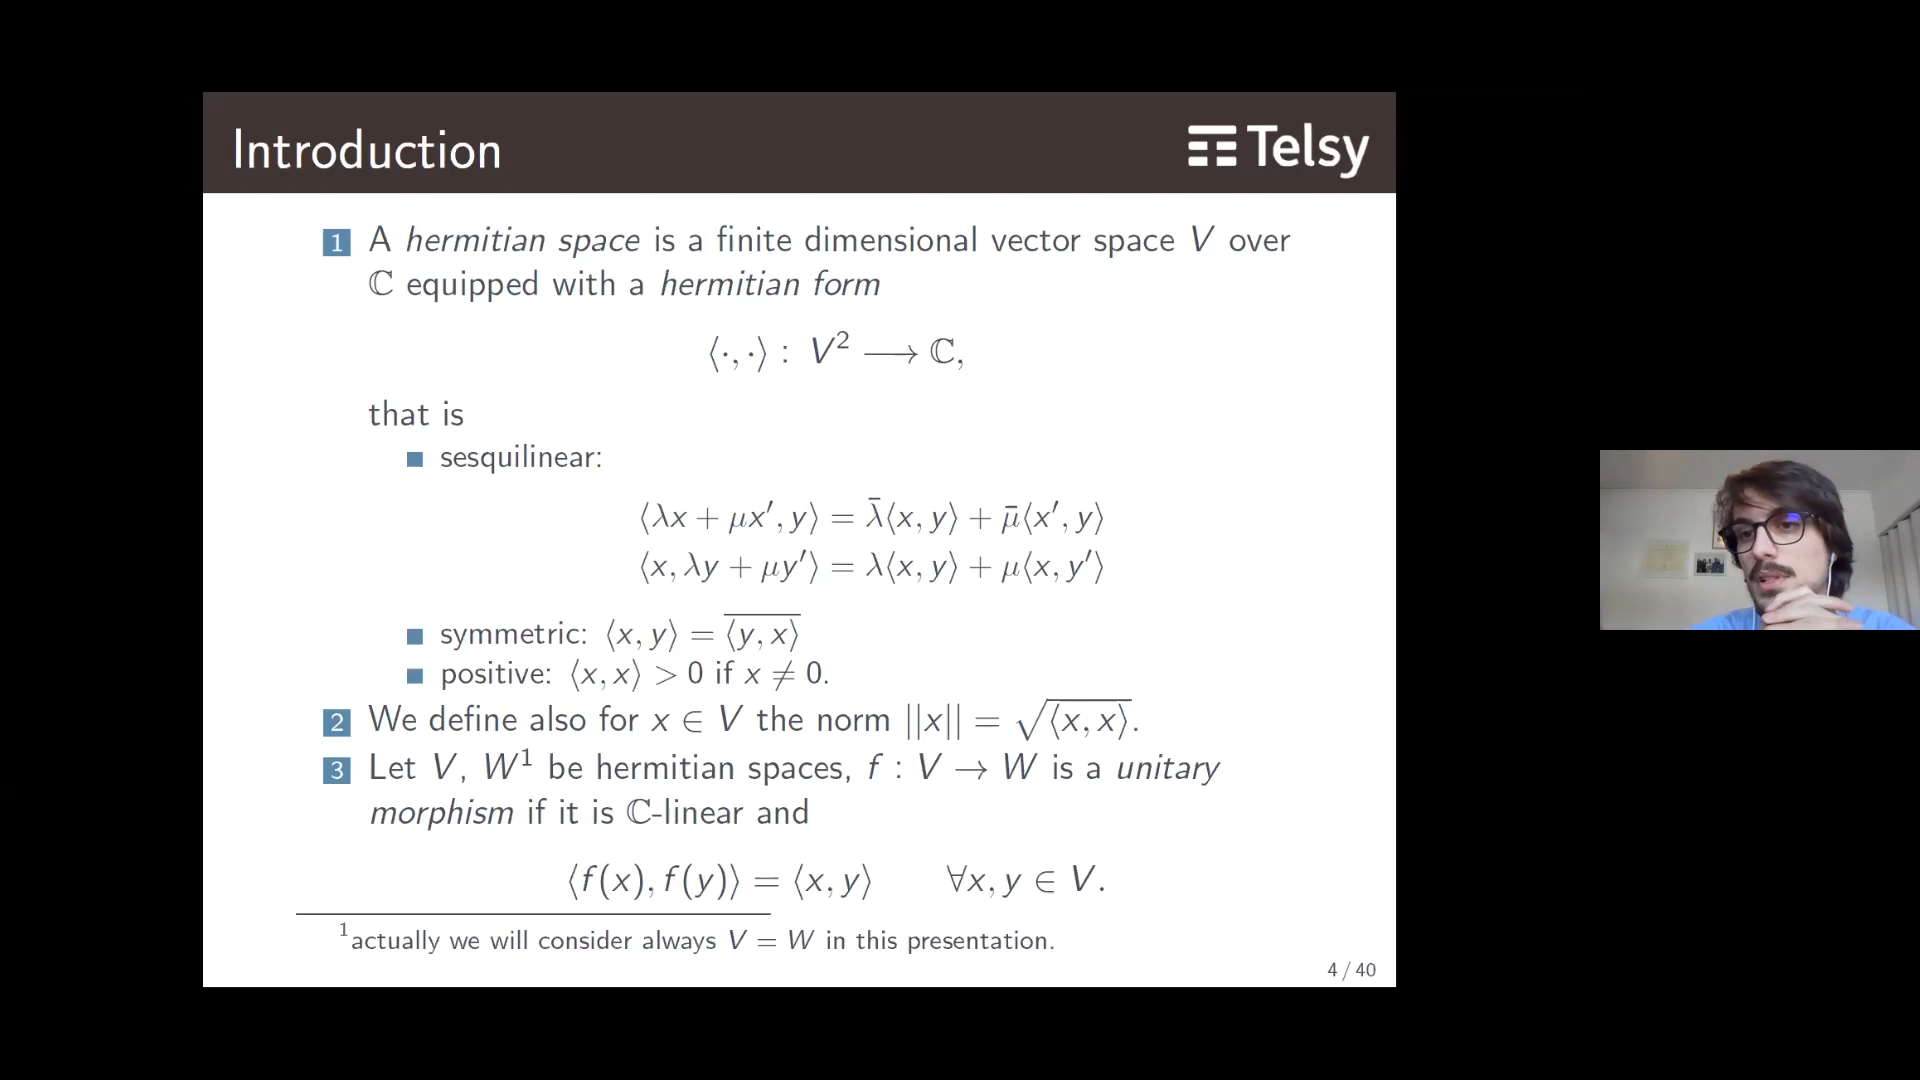 Introduction
Telsy
1 A hermitian space is a finite dimensional vector space V over
ℂ equipped with a hermitian form
⟨·, ·⟩ : V² ⟶ ℂ,
that is
■ sesquilinear:
⟨λx + μx′, y⟩ = λ̄⟨x, y⟩ + μ̄⟨x′, y⟩
⟨x, λy + μy′⟩ = λ⟨x, y⟩ + μ⟨x, y′⟩
■ symmetric: ⟨x, y⟩ = \overline{⟨y, x⟩}
■ positive: ⟨x, x⟩ > 0 if x ≠ 0.
2 We define also for x ∈ V the norm ||x|| = √⟨x, x⟩.
3 Let V, W¹ be hermitian spaces, f : V → W is a unitary
morphism if it is ℂ-linear and
⟨f(x), f(y)⟩ = ⟨x, y⟩ ∀x, y ∈ V.
¹actually we will consider always V = W in this presentation.
4 / 40